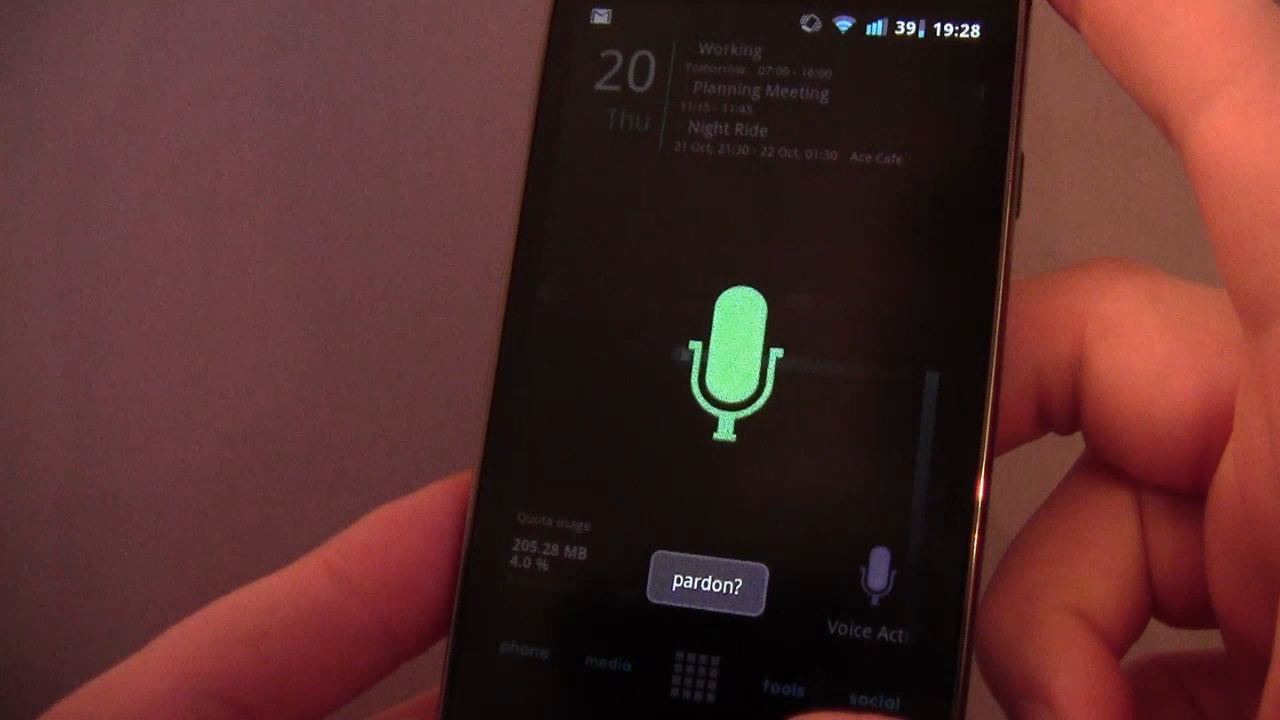 39 19:28
20
Thu
Working
Tomorrow 07:00 - 16:00
Planning Meeting
11:15 - 11:45
Night Ride
21 Oct, 21:30 - 22 Oct, 01:30 Ace Cafe
Quota usage
205.28 MB
4.0 %
pardon?
Voice Acti
phone media tools social